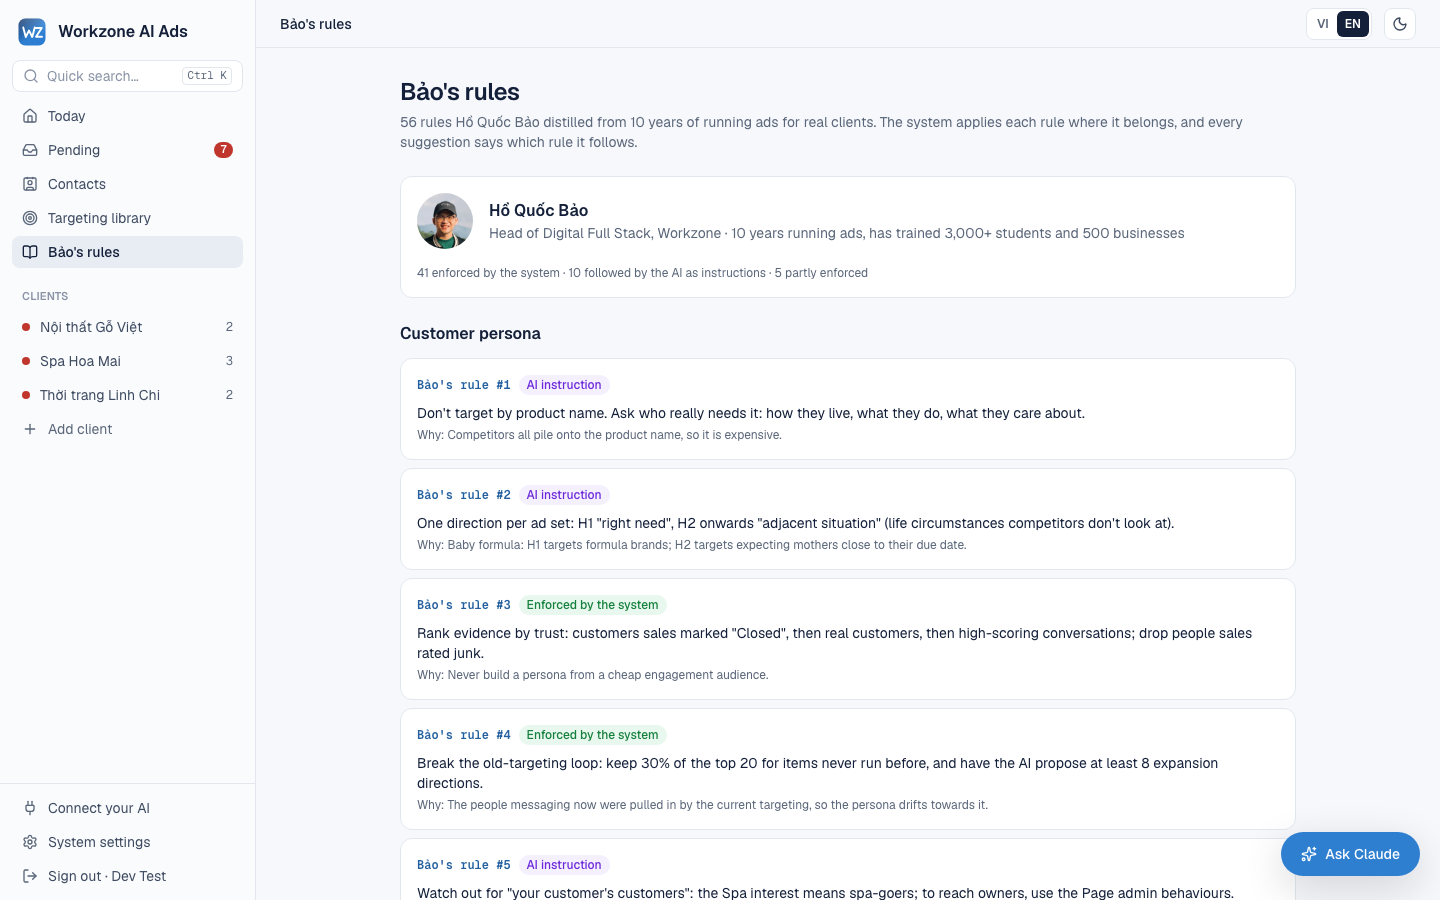 WZ
Workzone AI Ads
Quick search...
Ctrl K
Today
Pending
7
Contacts
Targeting library
Bảo's rules
CLIENTS
Nội thất Gỗ Việt
2
Spa Hoa Mai
3
Thời trang Linh Chi
2
Add client
Connect your AI
System settings
Sign out · Dev Test
Bảo's rules
VI
EN
Bảo's rules
56 rules Hồ Quốc Bảo distilled from 10 years of running ads for real clients. The system applies each rule where it belongs, and every
suggestion says which rule it follows.
Hồ Quốc Bảo
Head of Digital Full Stack, Workzone · 10 years running ads, has trained 3,000+ students and 500 businesses
41 enforced by the system · 10 followed by the AI as instructions · 5 partly enforced
Customer persona
Bảo's rule #1
AI instruction
Don't target by product name. Ask who really needs it: how they live, what they do, what they care about.
Why: Competitors all pile onto the product name, so it is expensive.
Bảo's rule #2
AI instruction
One direction per ad set: H1 "right need", H2 onwards "adjacent situation" (life circumstances competitors don't look at).
Why: Baby formula: H1 targets formula brands; H2 targets expecting mothers close to their due date.
Bảo's rule #3
Enforced by the system
Rank evidence by trust: customers sales marked "Closed", then real customers, then high-scoring conversations; drop people sales
rated junk.
Why: Never build a persona from a cheap engagement audience.
Bảo's rule #4
Enforced by the system
Break the old-targeting loop: keep 30% of the top 20 for items never run before, and have the AI propose at least 8 expansion
directions.
Why: The people messaging now were pulled in by the current targeting, so the persona drifts towards it.
Bảo's rule #5
AI instruction
Watch out for "your customer's customers": the Spa interest means spa-goers; to reach owners, use the Page admin behaviours.
Ask Claude